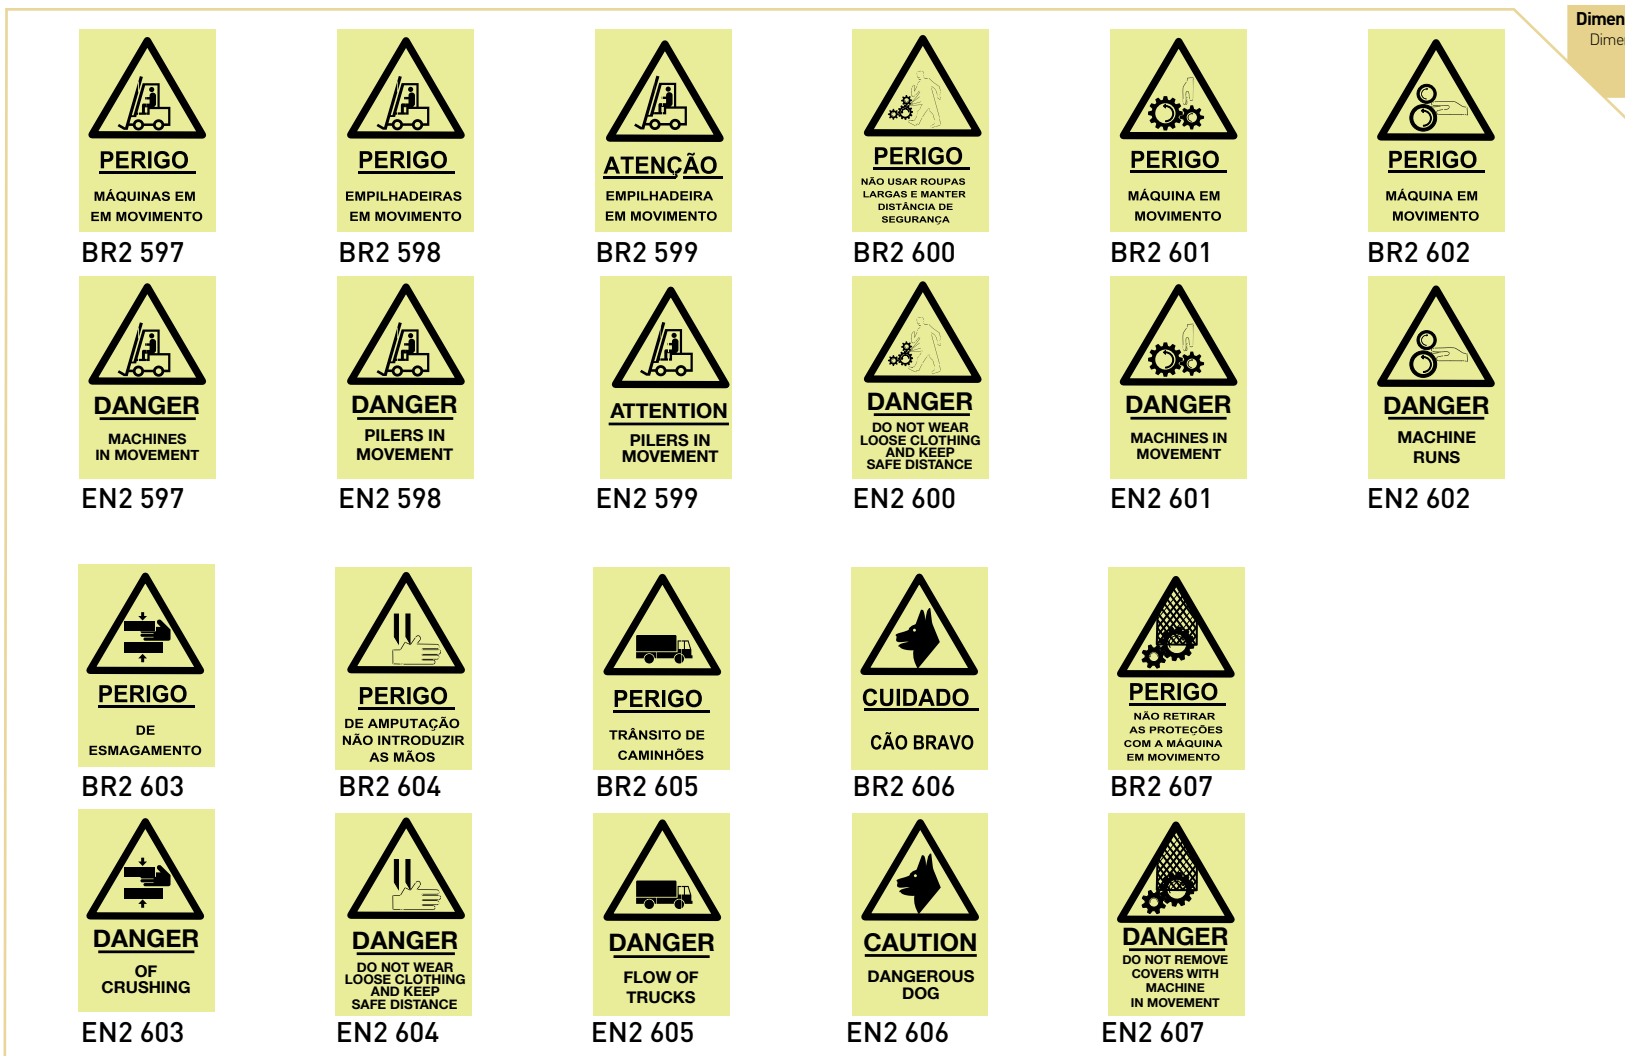 Dimen
Dimen
PERIGO
MÁQUINAS EM
EM MOVIMENTO
BR2 597
PERIGO
EMPILHADEIRAS
EM MOVIMENTO
BR2 598
ATENÇÃO
EMPILHADEIRA
EM MOVIMENTO
BR2 599
PERIGO
NÃO USAR ROUPAS
LARGAS E MANTER
DISTÂNCIA DE
SEGURANÇA
BR2 600
PERIGO
MÁQUINA EM
MOVIMENTO
BR2 601
PERIGO
MÁQUINA EM
MOVIMENTO
BR2 602
DANGER
MACHINES
IN MOVEMENT
EN2 597
DANGER
PILERS IN
MOVEMENT
EN2 598
ATTENTION
PILERS IN
MOVEMENT
EN2 599
DANGER
DO NOT WEAR
LOOSE CLOTHING
AND KEEP
SAFE DISTANCE
EN2 600
DANGER
MACHINES IN
MOVEMENT
EN2 601
DANGER
MACHINE
RUNS
EN2 602
PERIGO
DE
ESMAGAMENTO
BR2 603
PERIGO
DE AMPUTAÇÃO
NÃO INTRODUZIR
AS MÃOS
BR2 604
PERIGO
TRÂNSITO DE
CAMINHÕES
BR2 605
CUIDADO
CÃO BRAVO
BR2 606
PERIGO
NÃO RETIRAR
AS PROTEÇÕES
COM A MÁQUINA
EM MOVIMENTO
BR2 607
DANGER
OF
CRUSHING
EN2 603
DANGER
DO NOT WEAR
LOOSE CLOTHING
AND KEEP
SAFE DISTANCE
EN2 604
DANGER
FLOW OF
TRUCKS
EN2 605
CAUTION
DANGEROUS
DOG
EN2 606
DANGER
DO NOT REMOVE
COVERS WITH
MACHINE
IN MOVEMENT
EN2 607